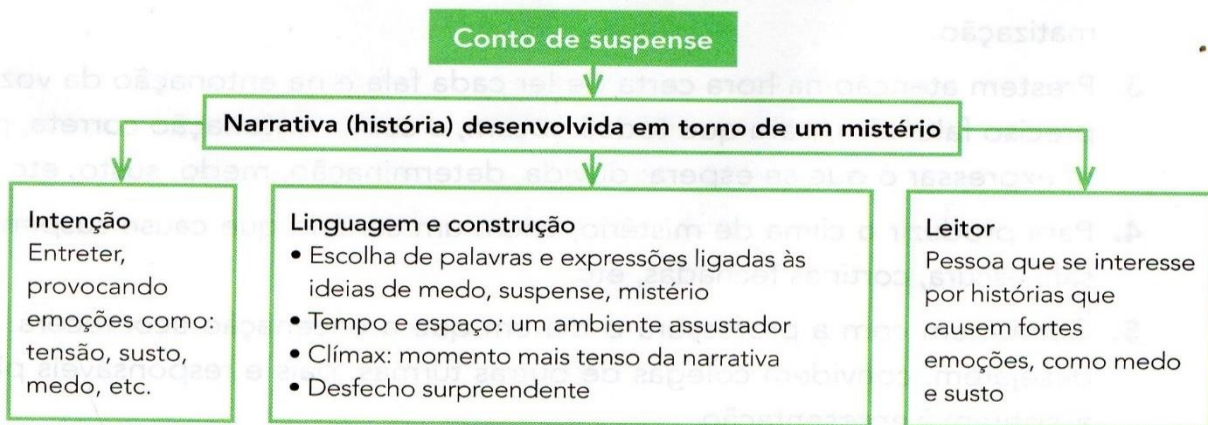 Conto de suspense
Narrativa (história) desenvolvida em torno de um mistério
Intenção
Entreter,
provocando
emoções como:
tensão, susto,
medo, etc.
Linguagem e construção
• Escolha de palavras e expressões ligadas às
ideias de medo, suspense, mistério
• Tempo e espaço: um ambiente assustador
• Clímax: momento mais tenso da narrativa
• Desfecho surpreendente
Leitor
Pessoa que se interesse
por histórias que
causem fortes
emoções, como medo
e susto